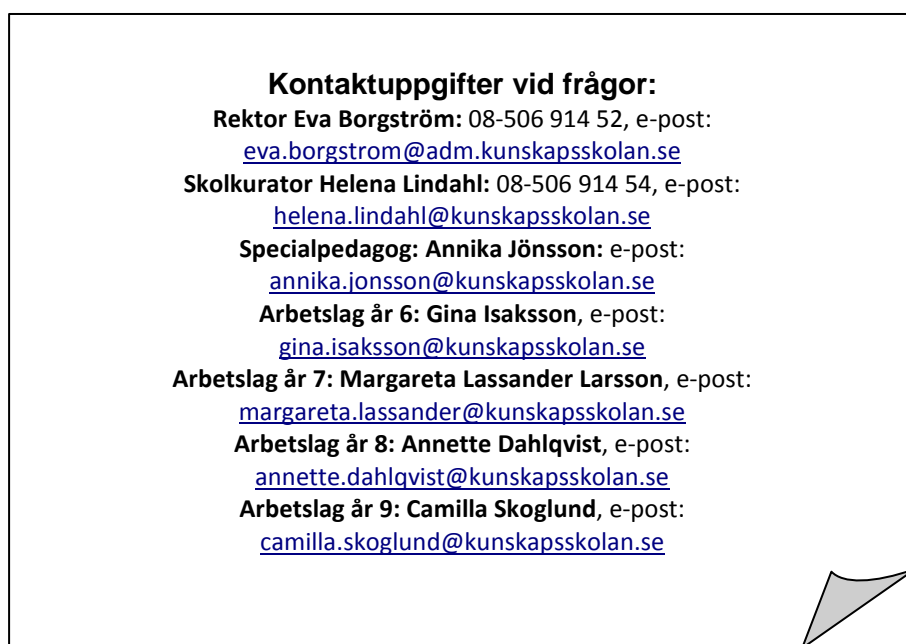 Kontaktuppgifter vid frågor:
Rektor Eva Borgström: 08-506 914 52, e-post:
eva.borgstrom@adm.kunskapsskolan.se
Skolkurator Helena Lindahl: 08-506 914 54, e-post:
helena.lindahl@kunskapsskolan.se
Specialpedagog: Annika Jönsson: e-post:
annika.jonsson@kunskapsskolan.se
Arbetslag år 6: Gina Isaksson, e-post:
gina.isaksson@kunskapsskolan.se
Arbetslag år 7: Margareta Lassander Larsson, e-post:
margareta.lassander@kunskapsskolan.se
Arbetslag år 8: Annette Dahlqvist, e-post:
annette.dahlqvist@kunskapsskolan.se
Arbetslag år 9: Camilla Skoglund, e-post:
camilla.skoglund@kunskapsskolan.se